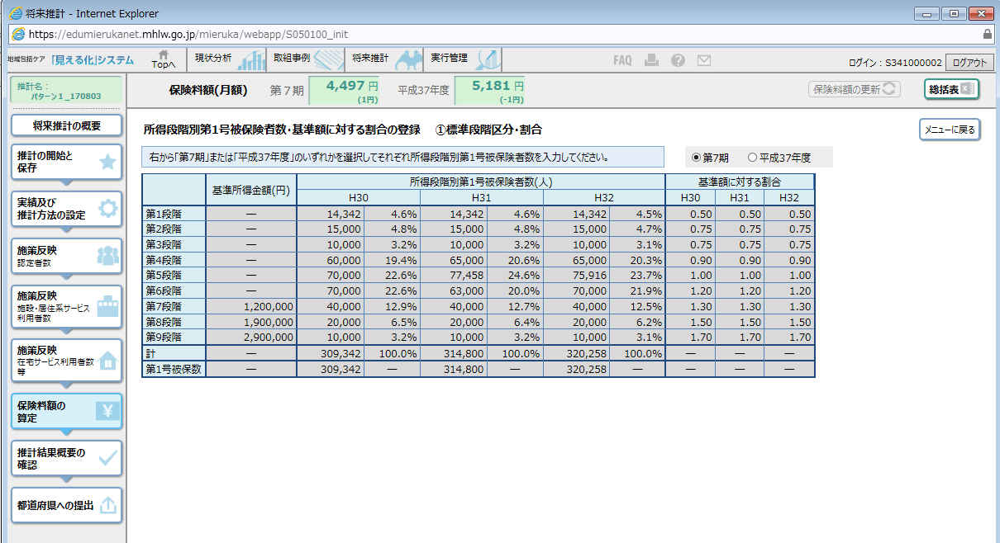 将来推計 - Internet Explorer
https://edumierukanet.mhlw.go.jp/mieruka/webapp/S050100_init
地域包括ケア 「見える化」システム Topへ 現状分析 取組事例 将来推計 実行管理 FAQ ? ログイン：S341000002 ログアウト
推計名：
パターン1_170803
保険料額(月額) 第７期 4,497 円 (1円) 平成37年度 5,181 円 (-1円) 保険料額の更新 総括表
将来推計の概要
推計の開始と
保存
実績及び
推計方法の設定
施策反映
認定者数
施策反映
施設・居住系サービス
利用者数
施策反映
在宅サービス利用者数
等
保険料額の
算定
¥
推計結果概要の
確認
都道府県への提出
所得段階別第1号被保険者数・基準額に対する割合の登録 ①標準段階区分・割合 メニューに戻る
右から「第7期」または「平成37年度」のいずれかを選択してそれぞれ所得段階別第1号被保険者数を入力してください。 第7期 平成37年度
基準所得金額(円) 所得段階別第1号被保険者数(人) 基準額に対する割合
H30 H31 H32 H30 H31 H32
第1段階 — 14,342 4.6% 14,342 4.6% 14,342 4.5% 0.50 0.50 0.50
第2段階 — 15,000 4.8% 15,000 4.8% 15,000 4.7% 0.75 0.75 0.75
第3段階 — 10,000 3.2% 10,000 3.2% 10,000 3.1% 0.75 0.75 0.75
第4段階 — 60,000 19.4% 65,000 20.6% 65,000 20.3% 0.90 0.90 0.90
第5段階 — 70,000 22.6% 77,458 24.6% 75,916 23.7% 1.00 1.00 1.00
第6段階 — 70,000 22.6% 63,000 20.0% 70,000 21.9% 1.20 1.20 1.20
第7段階 1,200,000 40,000 12.9% 40,000 12.7% 40,000 12.5% 1.30 1.30 1.30
第8段階 1,900,000 20,000 6.5% 20,000 6.4% 20,000 6.2% 1.50 1.50 1.50
第9段階 2,900,000 10,000 3.2% 10,000 3.2% 10,000 3.1% 1.70 1.70 1.70
計 — 309,342 100.0% 314,800 100.0% 320,258 100.0% — — —
第1号被保数 — 309,342 — 314,800 — 320,258 — — — —